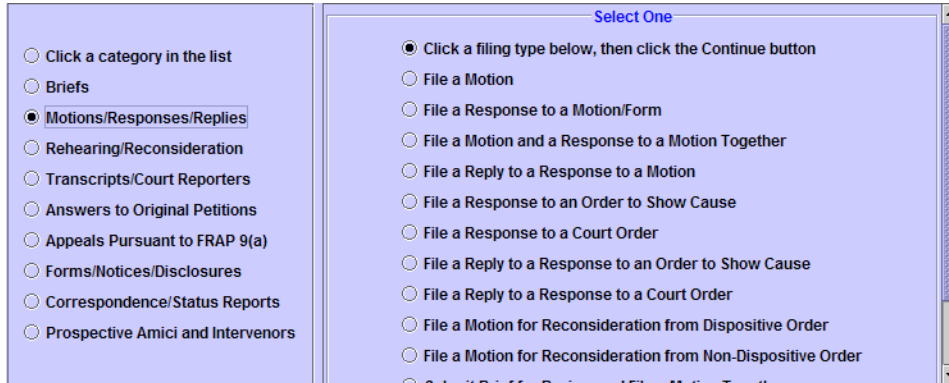 Click a category in the list
Briefs
Motions/Responses/Replies
Rehearing/Reconsideration
Transcripts/Court Reporters
Answers to Original Petitions
Appeals Pursuant to FRAP 9(a)
Forms/Notices/Disclosures
Correspondence/Status Reports
Prospective Amici and Intervenors
Select One
Click a filing type below, then click the Continue button
File a Motion
File a Response to a Motion/Form
File a Motion and a Response to a Motion Together
File a Reply to a Response to a Motion
File a Response to an Order to Show Cause
File a Response to a Court Order
File a Reply to a Response to an Order to Show Cause
File a Reply to a Response to a Court Order
File a Motion for Reconsideration from Dispositive Order
File a Motion for Reconsideration from Non-Dispositive Order